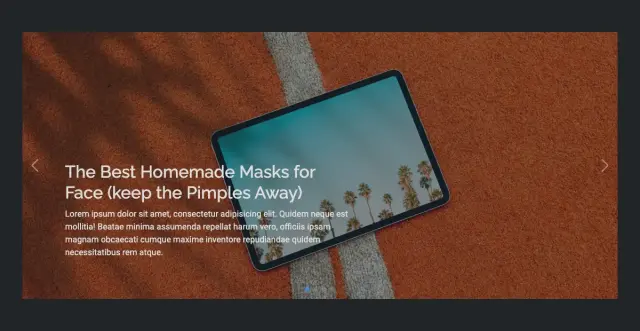 The Best Homemade Masks for
Face (keep the Pimples Away)
Lorem ipsum dolor sit amet, consectetur adipisicing elit. Quidem neque est
mollitia! Beatae minima assumenda repellat harum vero, officiis ipsam
magnam obcaecati cumque maxime inventore repudiandae quidem
necessitatibus rem atque.